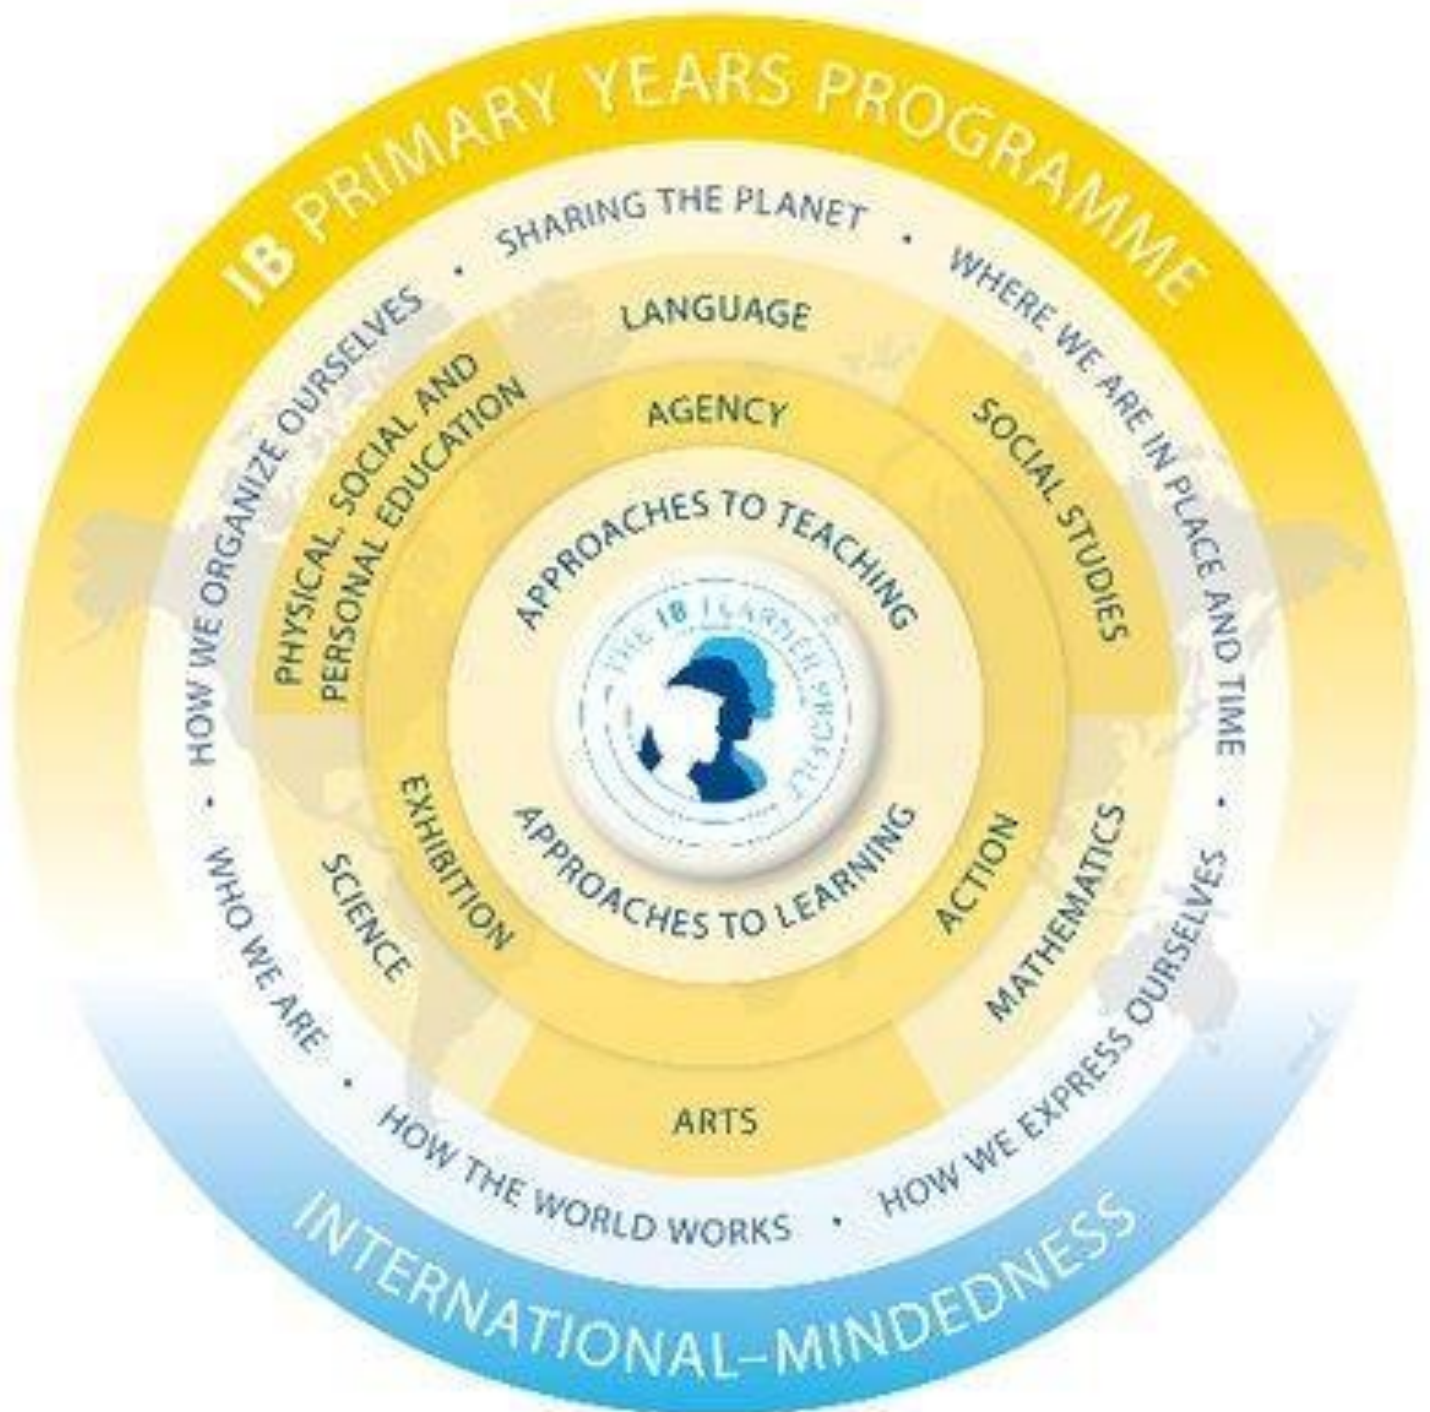 IB PRIMARY YEARS PROGRAMME
SHARING THE PLANET
•
WHERE WE ARE IN PLACE AND TIME
•
HOW WE EXPRESS OURSELVES
•
HOW THE WORLD WORKS
•
WHO WE ARE
•
HOW WE ORGANIZE OURSELVES
•
LANGUAGE
SOCIAL STUDIES
MATHEMATICS
ARTS
SCIENCE
PHYSICAL, SOCIAL AND
PERSONAL EDUCATION
AGENCY
ACTION
EXHIBITION
APPROACHES TO TEACHING
APPROACHES TO LEARNING
THE IB LEARNER PROFILE
INTERNATIONAL–MINDEDNESS